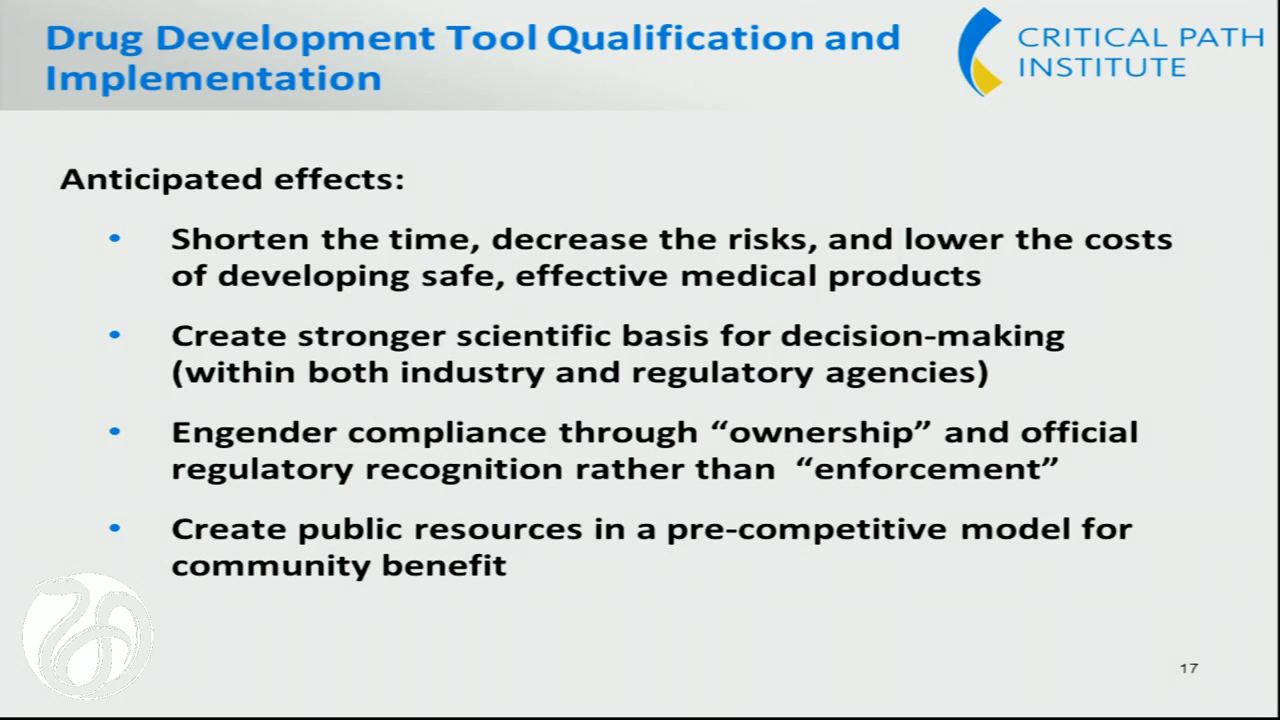 Drug Development Tool Qualification and
Implementation
CRITICAL PATH
INSTITUTE
Anticipated effects:
• Shorten the time, decrease the risks, and lower the costs
of developing safe, effective medical products
• Create stronger scientific basis for decision-making
(within both industry and regulatory agencies)
• Engender compliance through “ownership” and official
regulatory recognition rather than “enforcement”
• Create public resources in a pre-competitive model for
community benefit
17